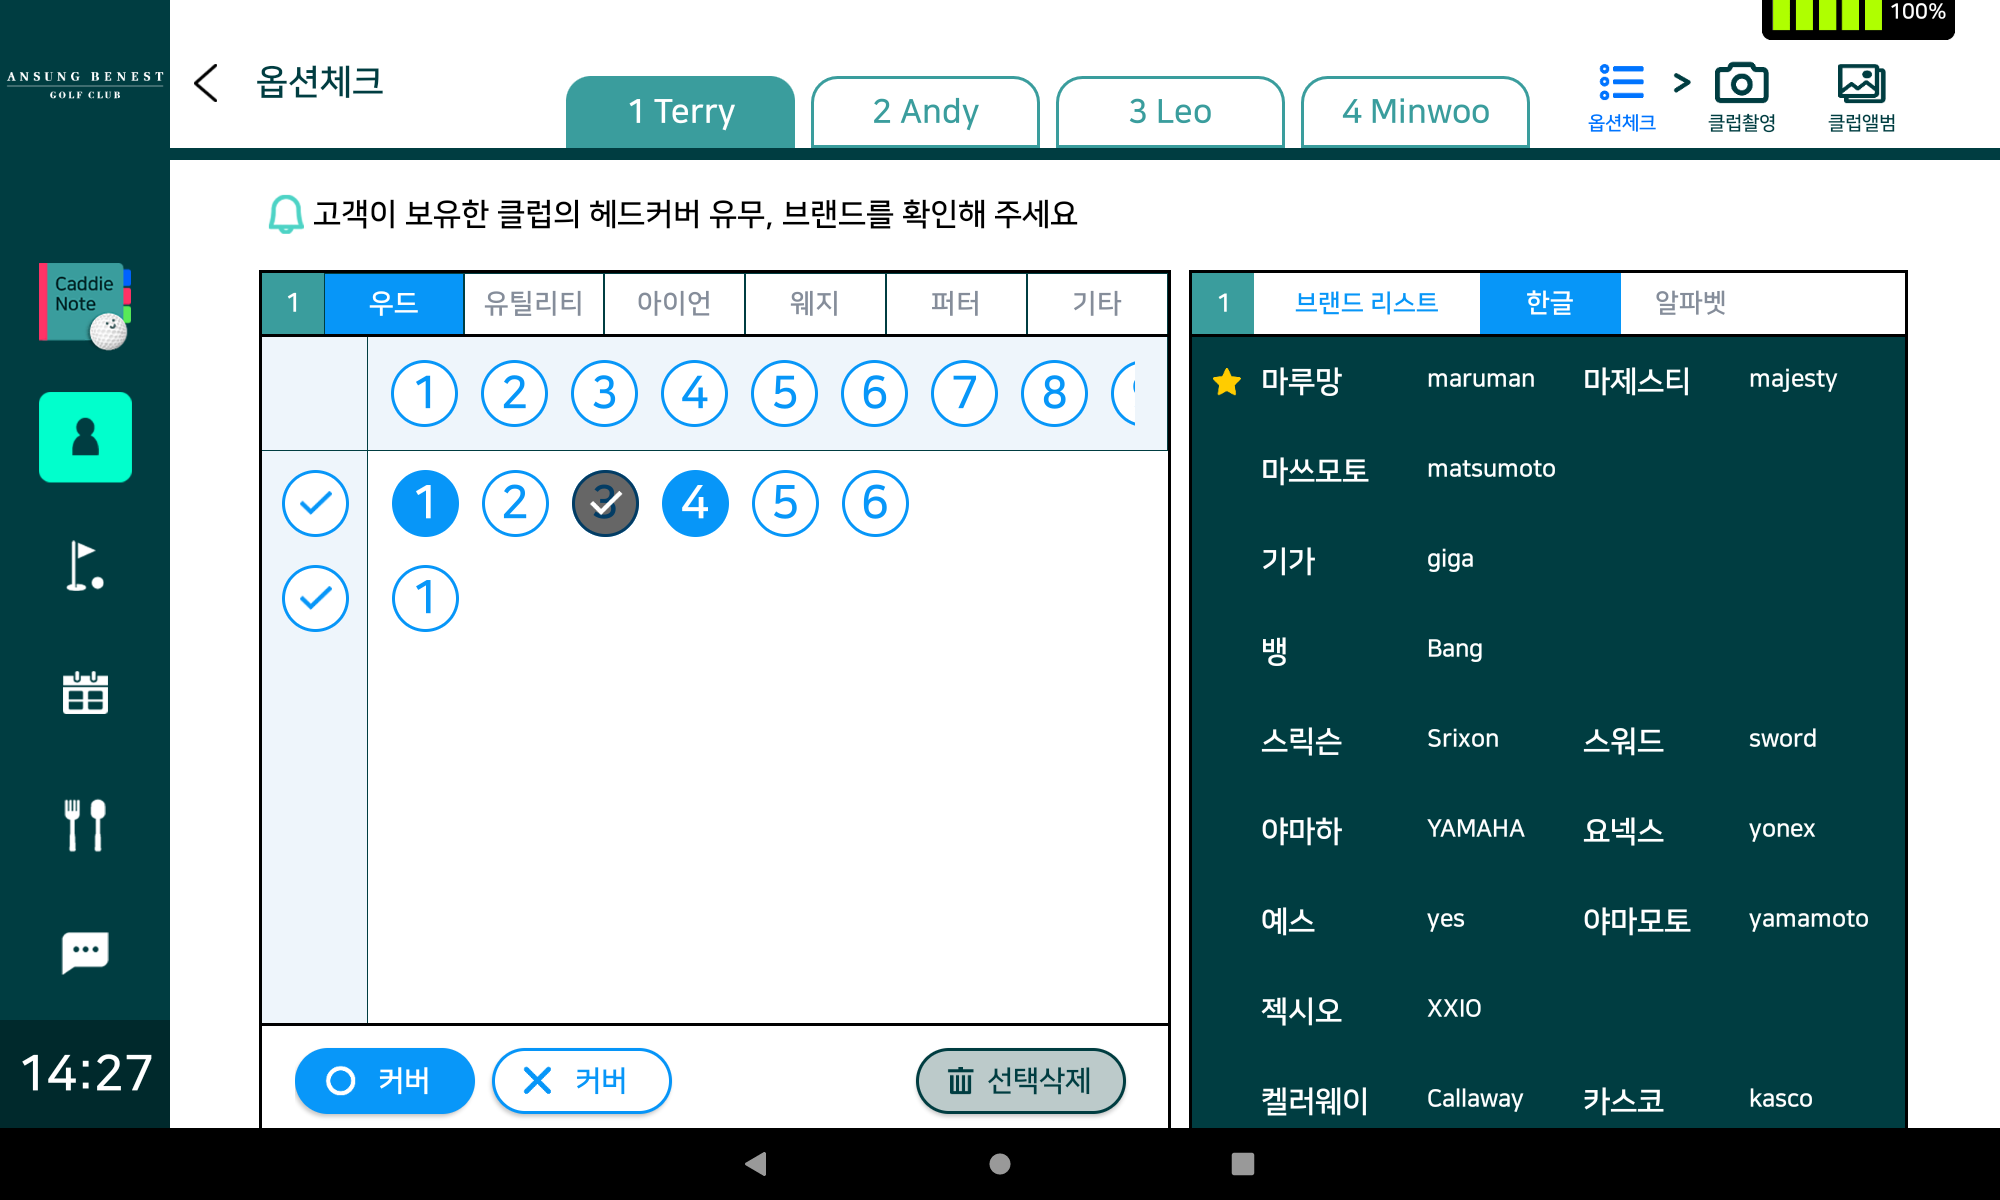 100%
ANSUNG BENEST
GOLF CLUB
옵션체크
1 Terry
2 Andy
3 Leo
4 Minwoo
옵션체크
>
클럽촬영
클럽앨범
고객이 보유한 클럽의 헤드커버 유무, 브랜드를 확인해 주세요
Caddie
Note
1 우드 유틸리티 아이언 웨지 퍼터 기타
1 2 3 4 5 6 7 8
1 2 3 4 5 6
1
커버
커버
선택삭제
1 브랜드 리스트 한글 알파벳
마루망 maruman 마제스티 majesty
마쓰모토 matsumoto
기가 giga
뱅 Bang
스릭슨 Srixon 스워드 sword
야마하 YAMAHA 요넥스 yonex
예스 yes 야마모토 yamamoto
젝시오 XXIO
켈러웨이 Callaway 카스코 kasco
14:27